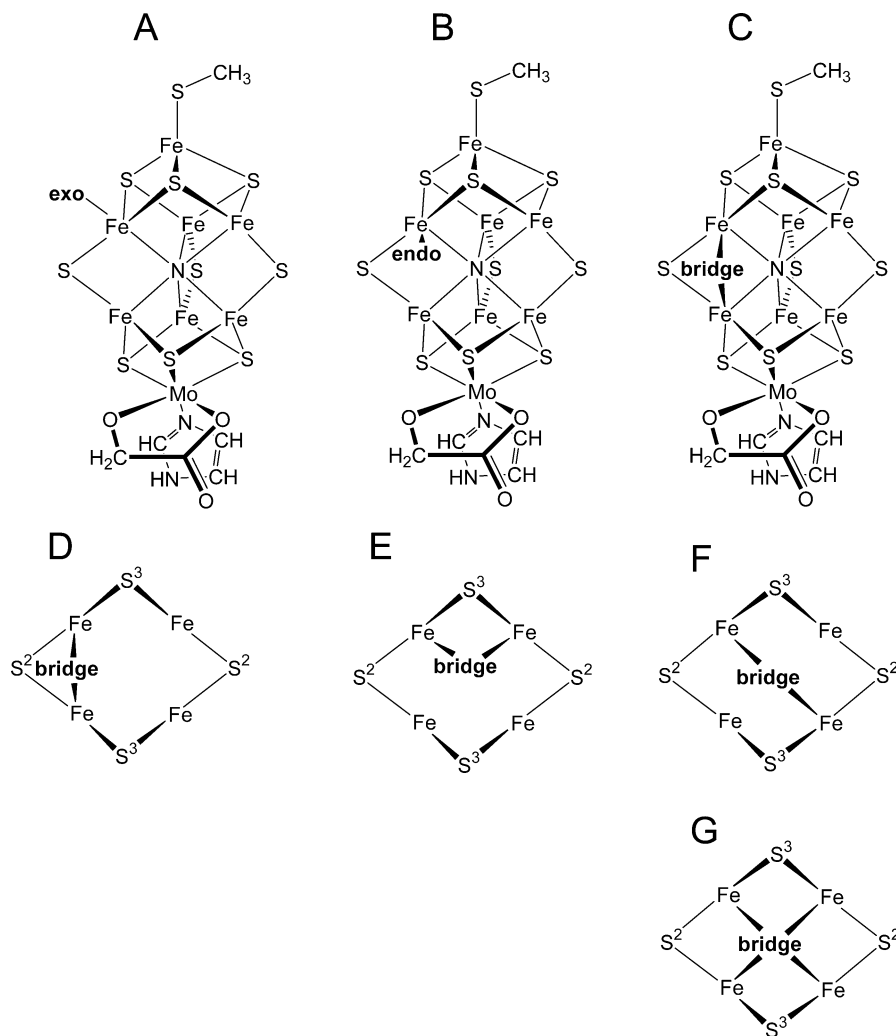 A
S CH₃
Fe
S S S
exo
Fe Fe Fe
S N S S
Fe Fe Fe
S S S
Mo
O N O
HC CH
H₂C
HN CH
O
B
S CH₃
Fe
S S S
Fe Fe Fe
endo
S N S S
Fe Fe Fe
S S S
Mo
O N O
HC CH
H₂C
HN CH
O
C
S CH₃
Fe
S S S
Fe Fe Fe
S bridge N S S
Fe Fe Fe
S S S
Mo
O N O
HC CH
H₂C
HN CH
O
D
S³
Fe Fe
S² bridge S²
Fe Fe
S³
E
S³
Fe Fe
bridge
S² S²
Fe Fe
S³
F
S³
Fe Fe
S² bridge S²
Fe Fe
S³
G
S³
Fe Fe
S² bridge S²
Fe Fe
S³